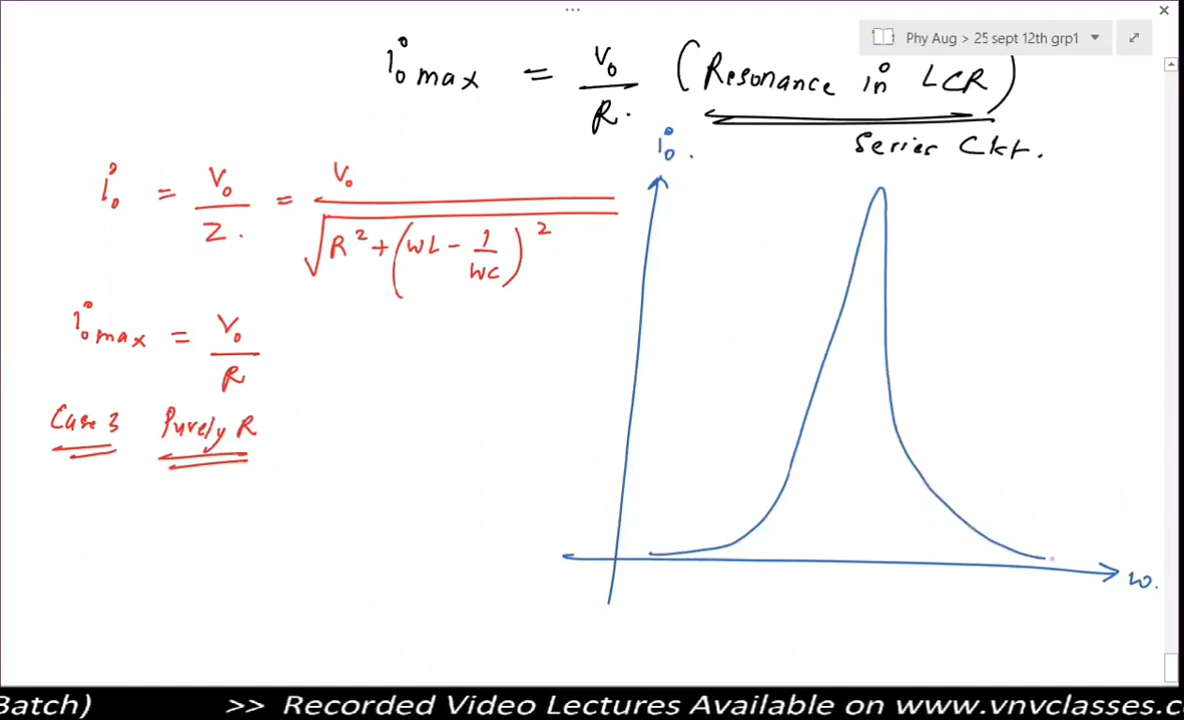 Phy Aug > 25 sept 12th grp1
i₀ max = V₀/R. (Resonance in LCR)
Series Ckt.
i₀ = V₀/Z. = V₀/√(R² + (WL - 1/WC)²)
i₀.
i₀ max = V₀/R
Case 3 Purely R
w.
Batch) >> Recorded Video Lectures Available on www.vnvclasses.c